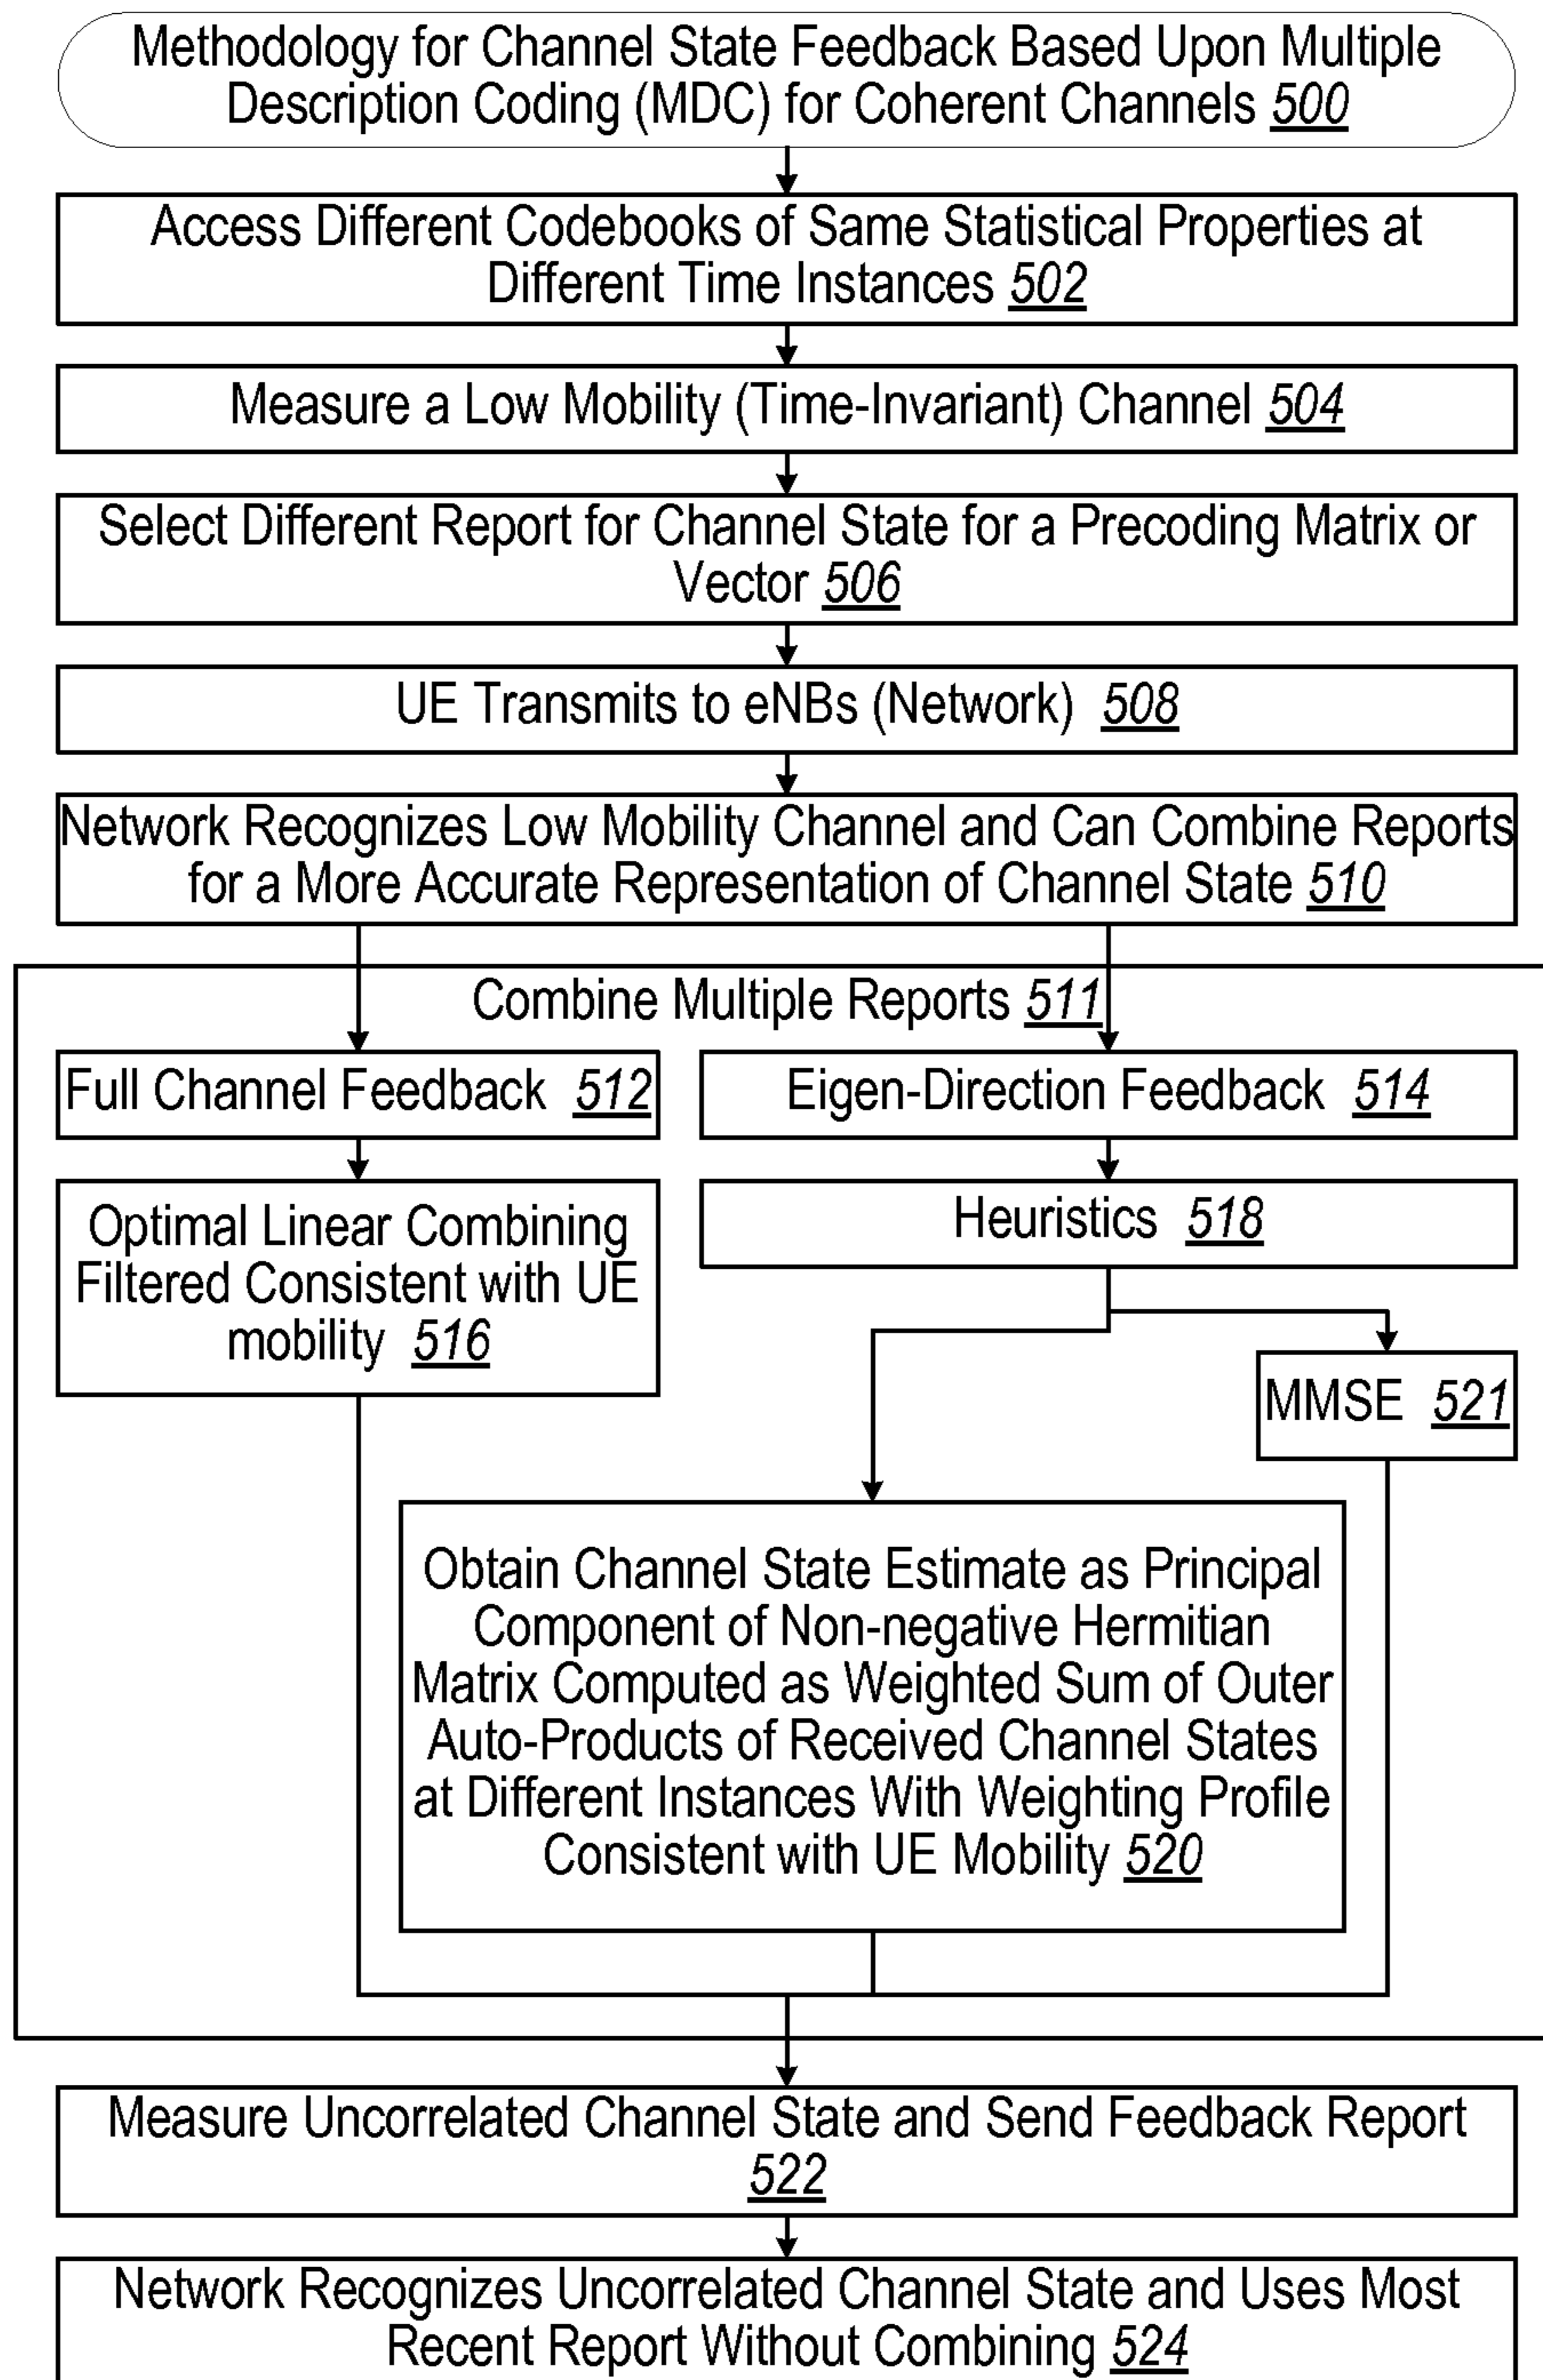 Methodology for Channel State Feedback Based Upon Multiple
Description Coding (MDC) for Coherent Channels 500
Access Different Codebooks of Same Statistical Properties at
Different Time Instances 502
Measure a Low Mobility (Time-Invariant) Channel 504
Select Different Report for Channel State for a Precoding Matrix or
Vector 506
UE Transmits to eNBs (Network) 508
Network Recognizes Low Mobility Channel and Can Combine Reports
for a More Accurate Representation of Channel State 510
Combine Multiple Reports 511
Full Channel Feedback 512
Eigen-Direction Feedback 514
Optimal Linear Combining
Filtered Consistent with UE
mobility 516
Heuristics 518
MMSE 521
Obtain Channel State Estimate as Principal
Component of Non-negative Hermitian
Matrix Computed as Weighted Sum of Outer
Auto-Products of Received Channel States
at Different Instances With Weighting Profile
Consistent with UE Mobility 520
Measure Uncorrelated Channel State and Send Feedback Report
522
Network Recognizes Uncorrelated Channel State and Uses Most
Recent Report Without Combining 524